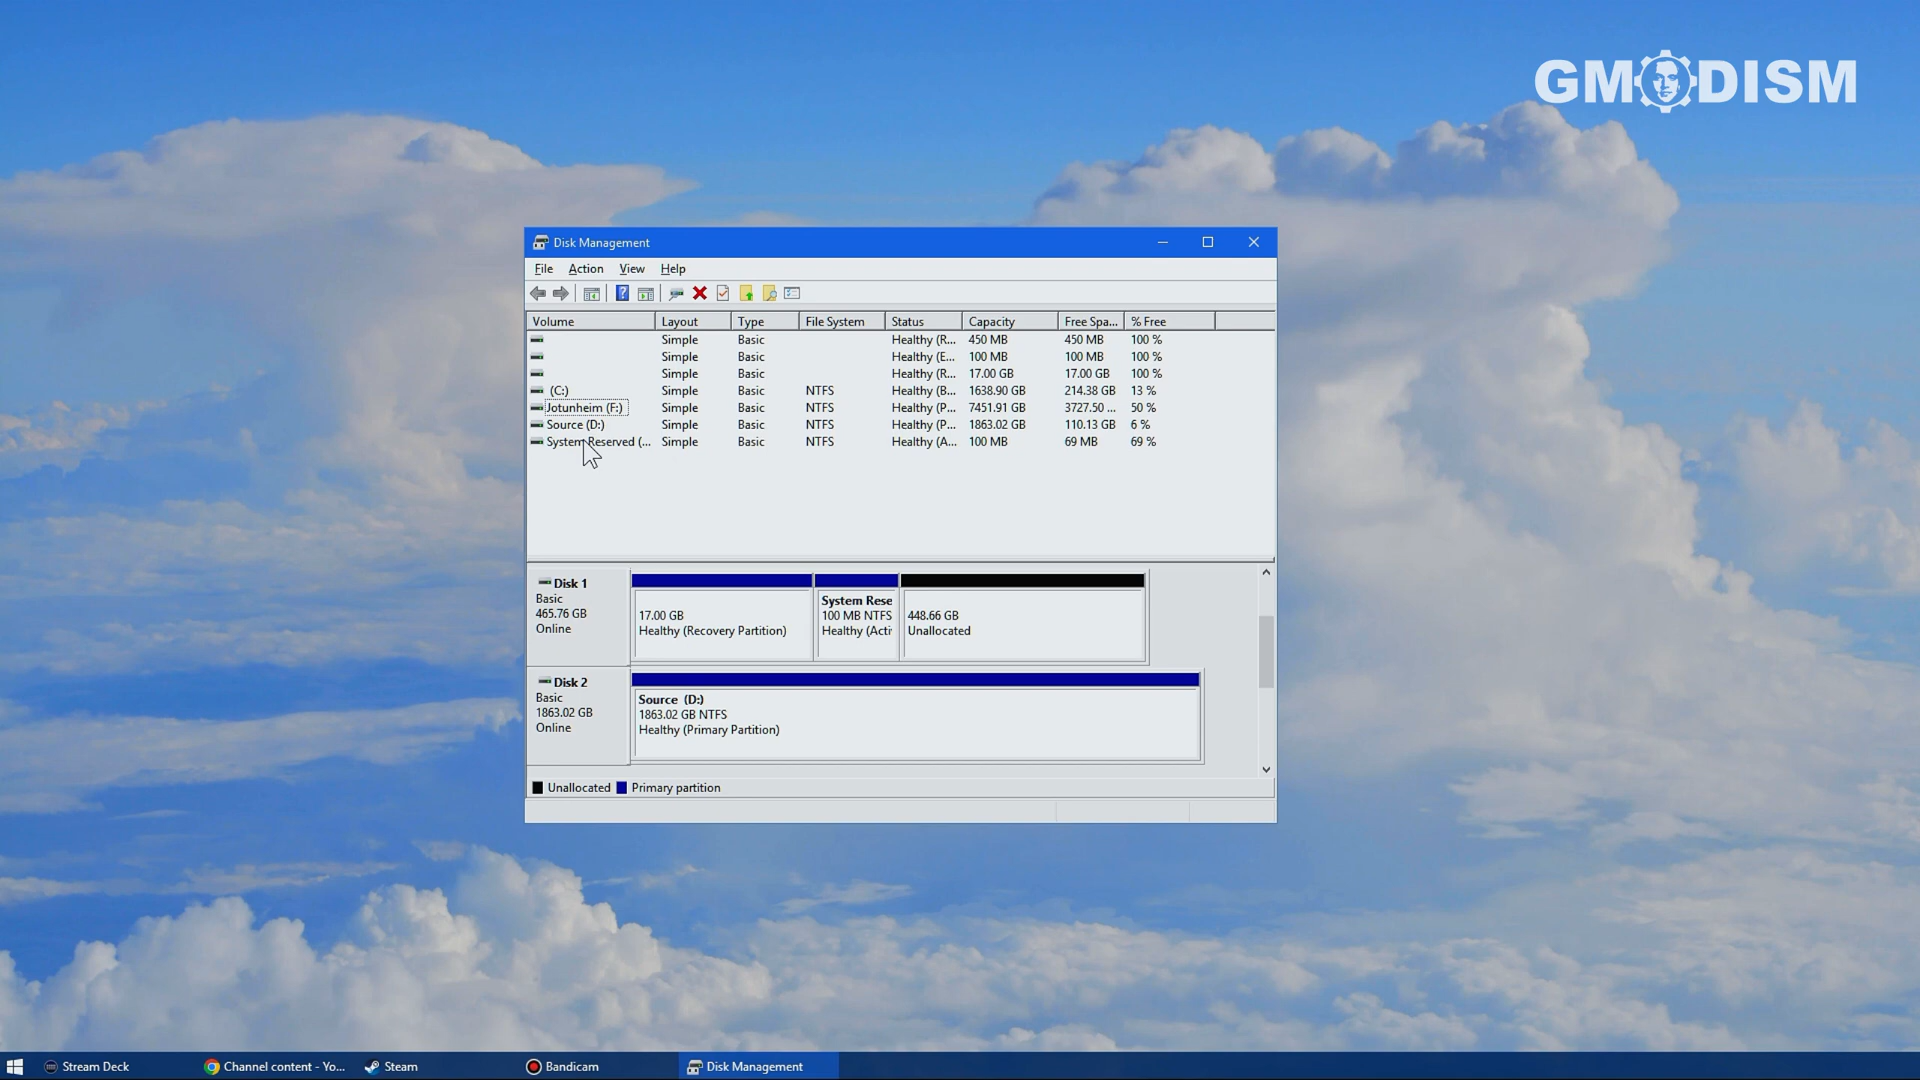 GMODISM
Disk Management
File Action View Help
Volume Layout Type File System Status Capacity Free Spa... % Free
Simple Basic Healthy (R... 450 MB 450 MB 100 %
Simple Basic Healthy (E... 100 MB 100 MB 100 %
Simple Basic Healthy (R... 17.00 GB 17.00 GB 100 %
(C:) Simple Basic NTFS Healthy (B... 1638.90 GB 214.38 GB 13 %
Jotunheim (F:) Simple Basic NTFS Healthy (P... 7451.91 GB 3727.50 ... 50 %
Source (D:) Simple Basic NTFS Healthy (P... 1863.02 GB 110.13 GB 6 %
System Reserved (... Simple Basic NTFS Healthy (A... 100 MB 69 MB 69 %
Disk 1
Basic
465.76 GB
Online
17.00 GB
Healthy (Recovery Partition)
System Rese
100 MB NTFS
Healthy (Acti
448.66 GB
Unallocated
Disk 2
Basic
1863.02 GB
Online
Source (D:)
1863.02 GB NTFS
Healthy (Primary Partition)
Unallocated Primary partition
Stream Deck Channel content - Yo... Steam Bandicam Disk Management